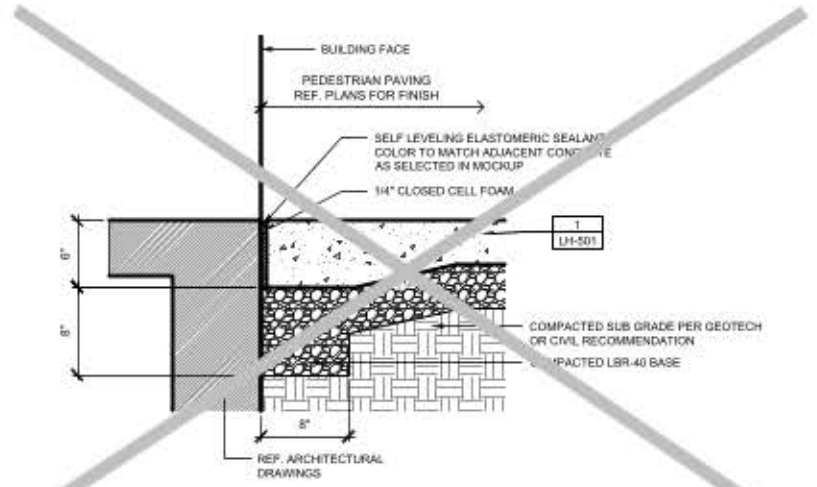 BUILDING FACE
PEDESTRIAN PAVING
REF. PLANS FOR FINISH
SELF LEVELING ELASTOMERIC SEALANT
COLOR TO MATCH ADJACENT CONCRETE
AS SELECTED IN MOCKUP
1/4" CLOSED CELL FOAM
1
LH-501
6"
8"
COMPACTED SUB GRADE PER GEOTECH
OR CIVIL RECOMMENDATION
COMPACTED LBR-40 BASE
8"
REF. ARCHITECTURAL
DRAWINGS